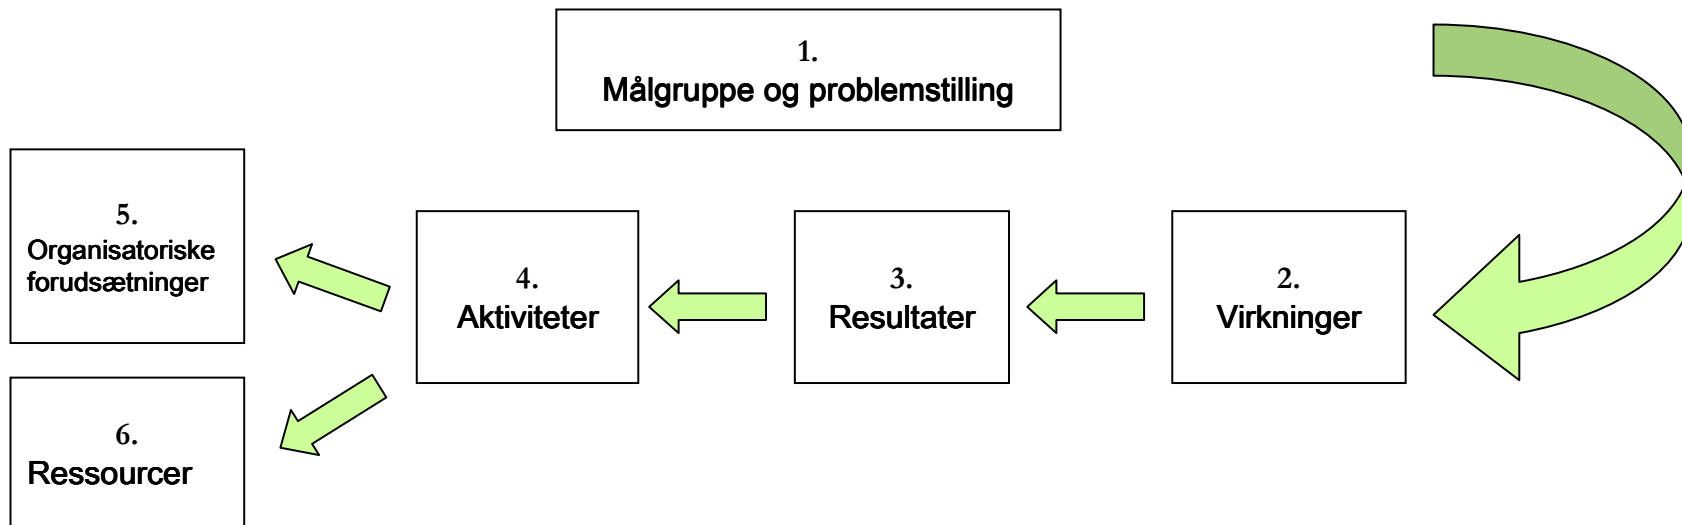 1.
Målgruppe og problemstilling
5.
Organisatoriske
forudsætninger
4.
Aktiviteter
3.
Resultater
2.
Virkninger
6.
Ressourcer